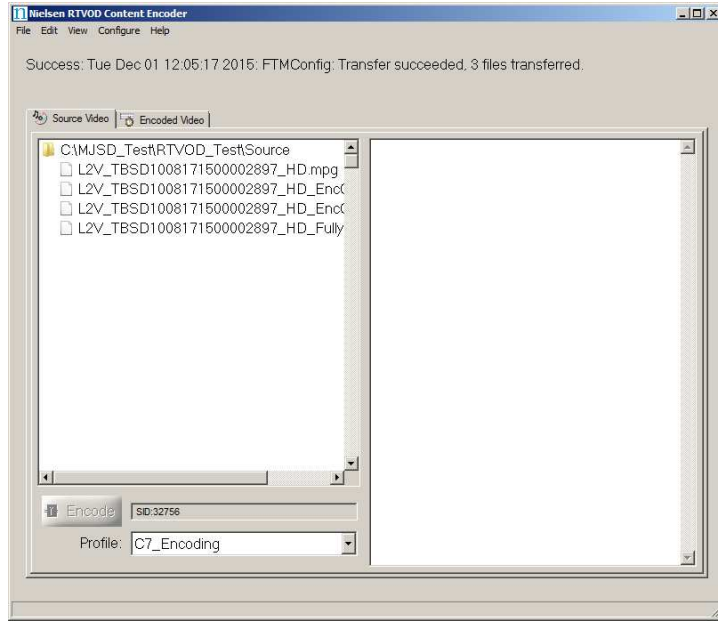 Nielsen RTVOD Content Encoder
File Edit View Configure Help
Success: Tue Dec 01 12:05:17 2015: FTMConfig: Transfer succeeded, 3 files transferred.
Source Video Encoded Video
C:\MJSD_Test\RTVOD_Test\Source
L2V_TBSD1008171500002897_HD.mpg
L2V_TBSD1008171500002897_HD_Enc
L2V_TBSD1008171500002897_HD_Enc
L2V_TBSD1008171500002897_HD_Fully
Encode SID:32756
Profile: C7_Encoding